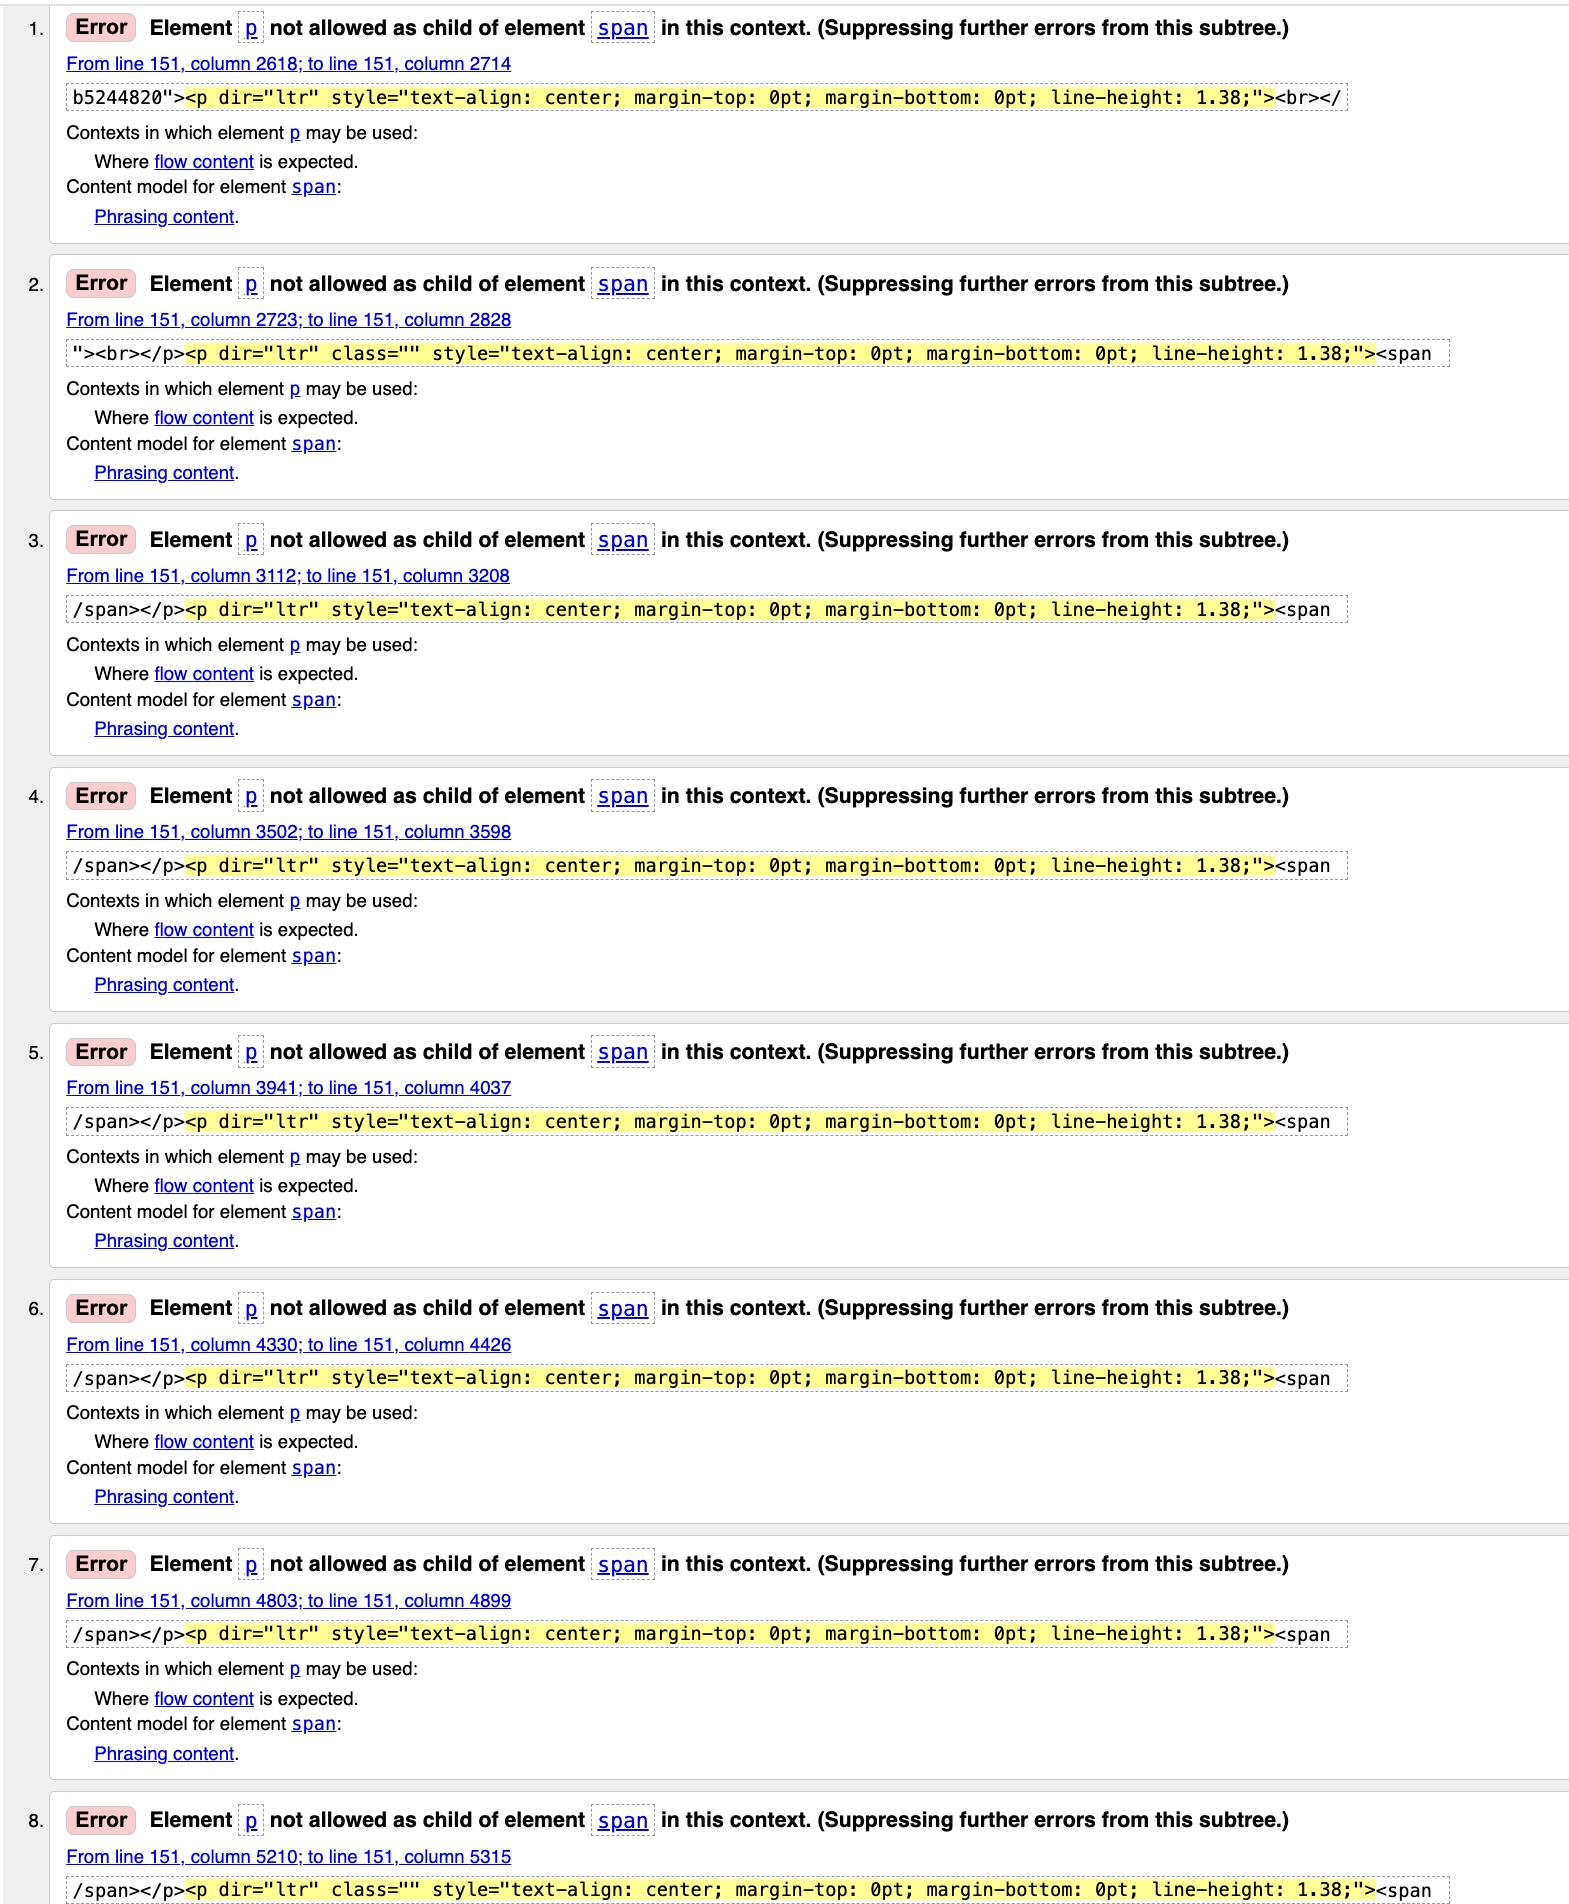 1. Error Element p not allowed as child of element span in this context. (Suppressing further errors from this subtree.)
From line 151, column 2618; to line 151, column 2714
b5244820"><p dir="ltr" style="text-align: center; margin-top: 0pt; margin-bottom: 0pt; line-height: 1.38;"><br></
Contexts in which element p may be used:
Where flow content is expected.
Content model for element span:
Phrasing content.
2. Error Element p not allowed as child of element span in this context. (Suppressing further errors from this subtree.)
From line 151, column 2723; to line 151, column 2828
"><br></p><p dir="ltr" class="" style="text-align: center; margin-top: 0pt; margin-bottom: 0pt; line-height: 1.38;"><span
Contexts in which element p may be used:
Where flow content is expected.
Content model for element span:
Phrasing content.
3. Error Element p not allowed as child of element span in this context. (Suppressing further errors from this subtree.)
From line 151, column 3112; to line 151, column 3208
/span></p><p dir="ltr" style="text-align: center; margin-top: 0pt; margin-bottom: 0pt; line-height: 1.38;"><span
Contexts in which element p may be used:
Where flow content is expected.
Content model for element span:
Phrasing content.
4. Error Element p not allowed as child of element span in this context. (Suppressing further errors from this subtree.)
From line 151, column 3502; to line 151, column 3598
/span></p><p dir="ltr" style="text-align: center; margin-top: 0pt; margin-bottom: 0pt; line-height: 1.38;"><span
Contexts in which element p may be used:
Where flow content is expected.
Content model for element span:
Phrasing content.
5. Error Element p not allowed as child of element span in this context. (Suppressing further errors from this subtree.)
From line 151, column 3941; to line 151, column 4037
/span></p><p dir="ltr" style="text-align: center; margin-top: 0pt; margin-bottom: 0pt; line-height: 1.38;"><span
Contexts in which element p may be used:
Where flow content is expected.
Content model for element span:
Phrasing content.
6. Error Element p not allowed as child of element span in this context. (Suppressing further errors from this subtree.)
From line 151, column 4330; to line 151, column 4426
/span></p><p dir="ltr" style="text-align: center; margin-top: 0pt; margin-bottom: 0pt; line-height: 1.38;"><span
Contexts in which element p may be used:
Where flow content is expected.
Content model for element span:
Phrasing content.
7. Error Element p not allowed as child of element span in this context. (Suppressing further errors from this subtree.)
From line 151, column 4803; to line 151, column 4899
/span></p><p dir="ltr" style="text-align: center; margin-top: 0pt; margin-bottom: 0pt; line-height: 1.38;"><span
Contexts in which element p may be used:
Where flow content is expected.
Content model for element span:
Phrasing content.
8. Error Element p not allowed as child of element span in this context. (Suppressing further errors from this subtree.)
From line 151, column 5210; to line 151, column 5315
/span></p><p dir="ltr" class="" style="text-align: center; margin-top: 0pt; margin-bottom: 0pt; line-height: 1.38;"><span